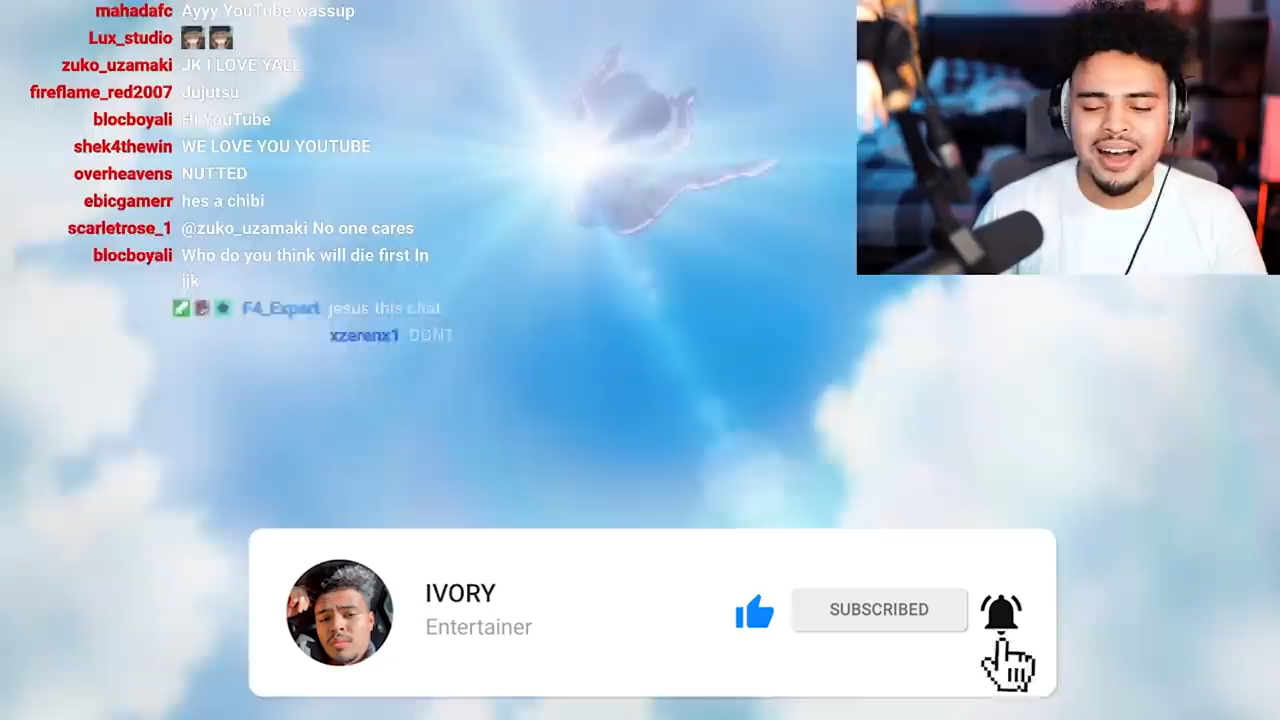 mahadafc Ayyy YouTube wassup
Lux_studio
zuko_uzamaki JK I LOVE YALL
fireflame_red2007 Jujutsu
blocboyali Hi YouTube
shek4thewin WE LOVE YOU YOUTUBE
overheavens NUTTED
ebicgamerr hes a chibi
scarletrose_1 @zuko_uzamaki No one cares
blocboyali Who do you think will die first In
jjk
F4_Expert jesus this chat
xzerenx1 DONT
IVORY
Entertainer
SUBSCRIBED